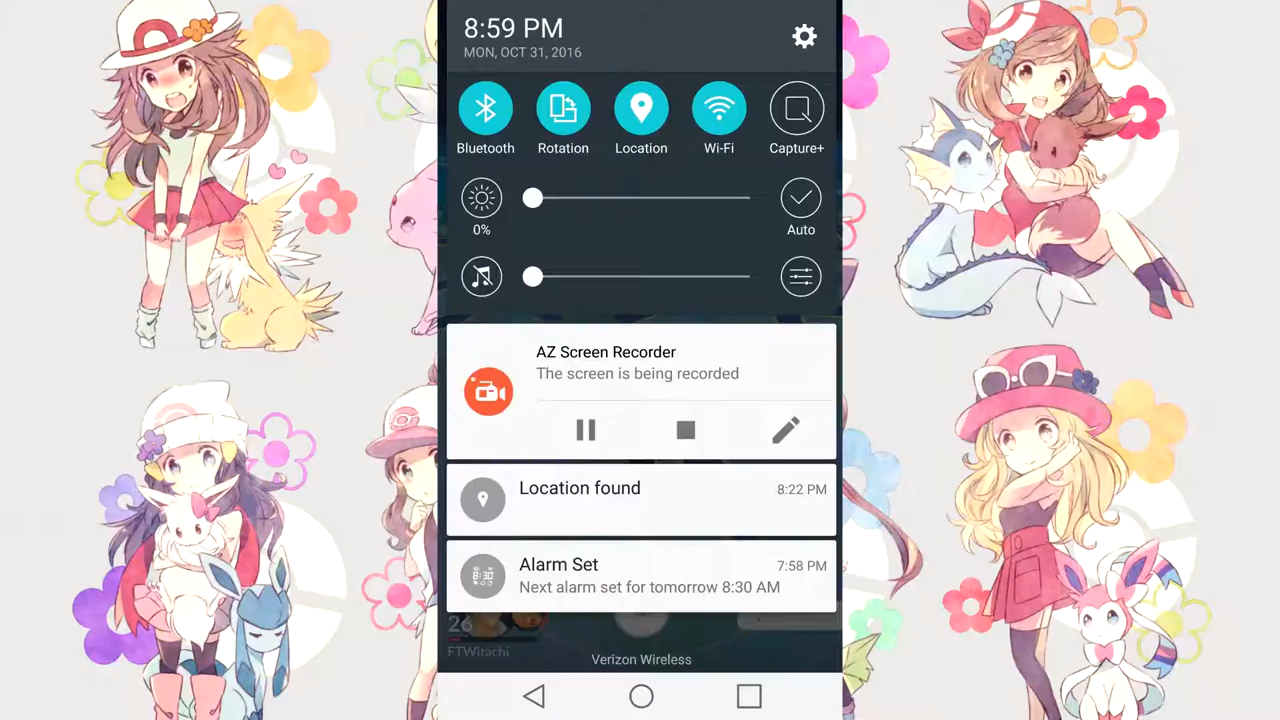 8:59 PM
MON, OCT 31, 2016
Bluetooth Rotation Location Wi-Fi Capture+
0% Auto
AZ Screen Recorder
The screen is being recorded
Location found 8:22 PM
8:30
Alarm Set 7:58 PM
Next alarm set for tomorrow 8:30 AM
26
FTWitachi
Verizon Wireless